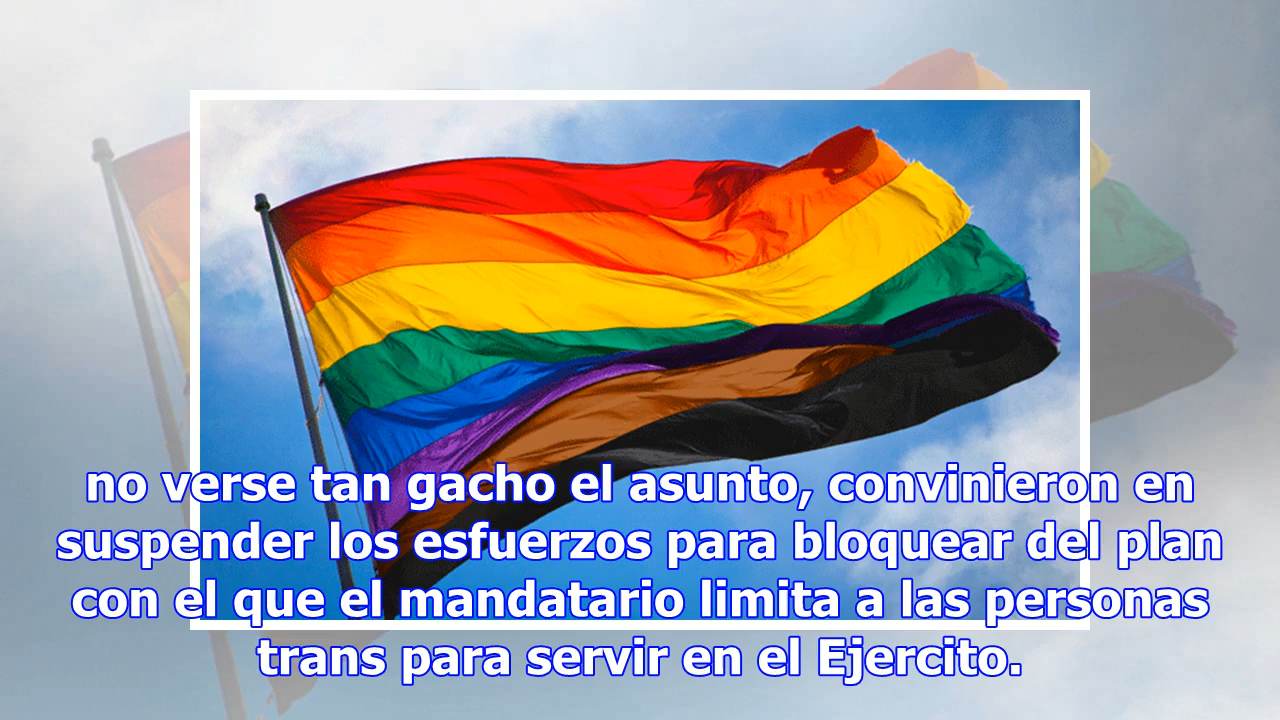 no verse tan gacho el asunto, convinieron en
suspender los esfuerzos para bloquear del plan
con el que el mandatario limita a las personas
trans para servir en el Ejercito.